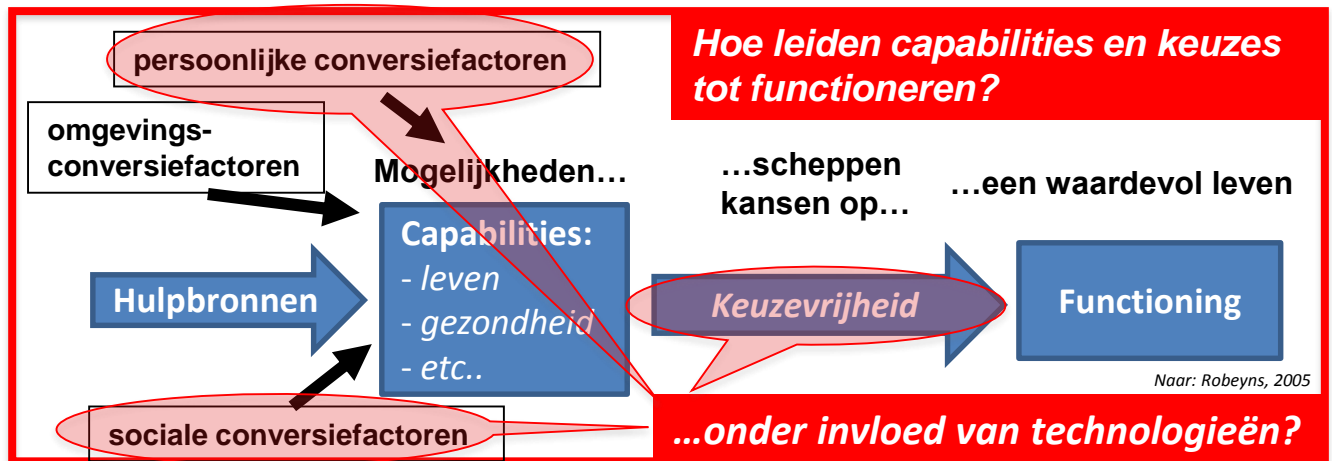 persoonlijke conversiefactoren
Hoe leiden capabilities en keuzes
tot functioneren?
omgevings-
conversiefactoren
Mogelijkheden…
…scheppen
kansen op…
…een waardevol leven
Capabilities:
- leven
- gezondheid
- etc..
Hulpbronnen
Keuzevrijheid
Functioning
Naar: Robeyns, 2005
sociale conversiefactoren
…onder invloed van technologieën?